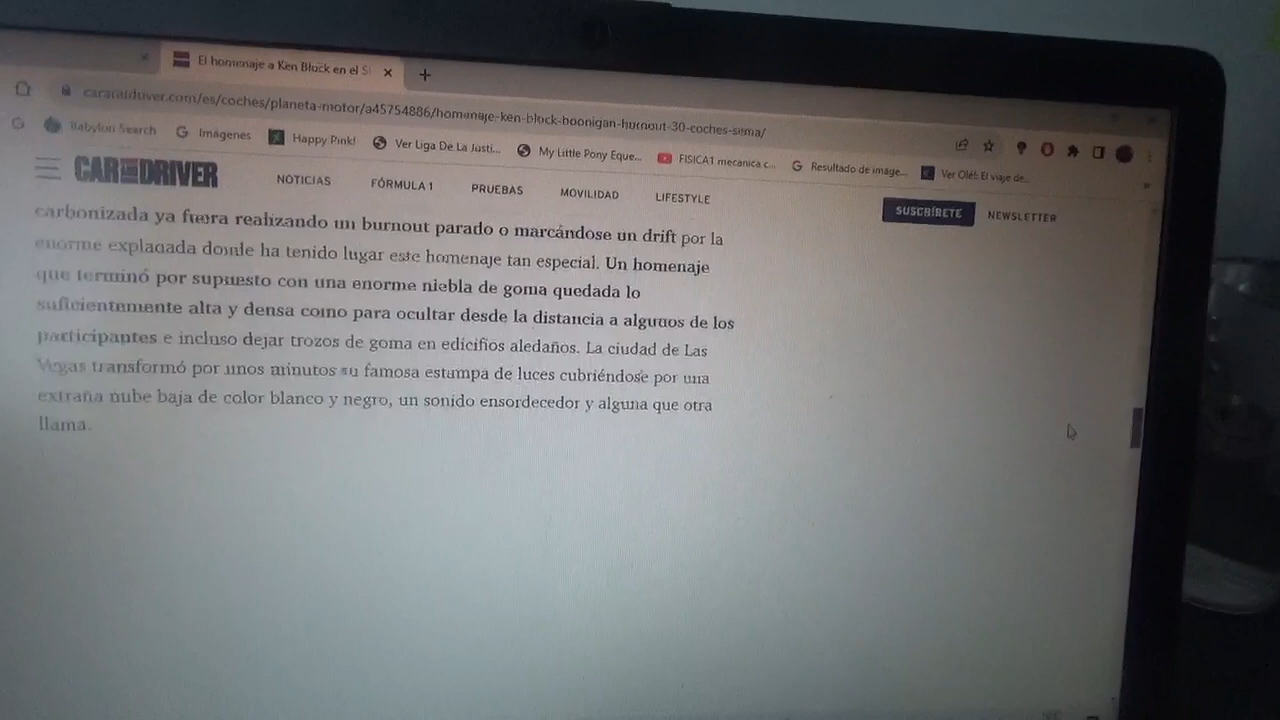 El homenaje a Ken Block en el SE
caranddriver.com/es/coches/planeta-motor/a45754886/homenaje-ken-block-hoonigan-burnout-30-coches-sema/
Babylon Search
Imágenes
Happy Pink!
Ver Liga De La Justi...
My Little Pony Eque...
FISICA1 mecanica c...
Resultado de image...
Ver Olé!: El viaje de...
CAR AND DRIVER
NOTICIAS
FÓRMULA 1
PRUEBAS
MOVILIDAD
LIFESTYLE
SUSCRÍBETE
NEWSLETTER
carbonizada ya fuera realizando un burnout parado o marcándose un drift por la
enorme explanada donde ha tenido lugar este homenaje tan especial. Un homenaje
que terminó por supuesto con una enorme niebla de goma quedada lo
suficientemente alta y densa como para ocultar desde la distancia a algunos de los
participantes e incluso dejar trozos de goma en edicifios aledaños. La ciudad de Las
Vegas transformó por unos minutos su famosa estampa de luces cubriéndose por una
extraña nube baja de color blanco y negro, un sonido ensordecedor y alguna que otra
llama.